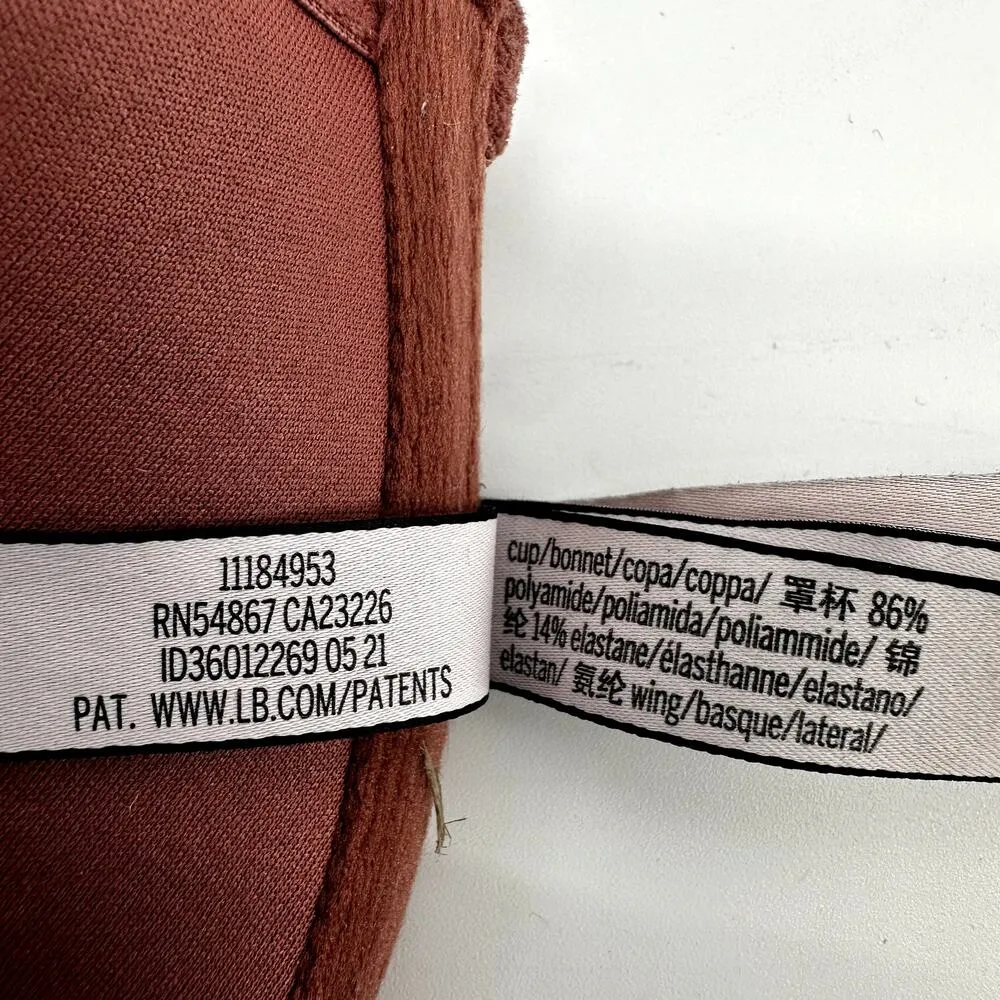 11184953
RN54867 CA23226
ID36012269 05 21
PAT. WWW.LB.COM/PATENTS
cup/bonnet/copa/coppa/ 罩杯 86%
polyamide/poliamida/poliammide/ 锦
纶 14% elastane/élasthanne/elastano/
elastan/ 氨纶 wing/basque/lateral/